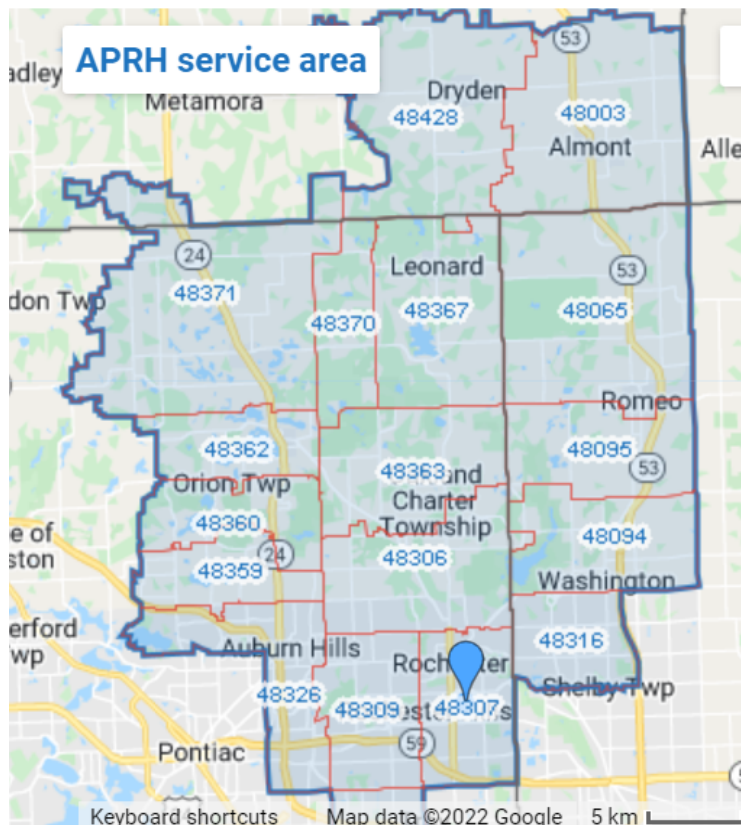 APRH service area
53
adley
Metamora
Dryden
48428
48003
Almont
Alle
24
Leonard
53
48371
don Twp
48370
48367
48065
Romeo
48362
48095
48363
and
Orion Twp
53
Charter
48360
Township
48094
e of
ston
24
48359
48306
Washington
erford
wp
Auburn Hills
48316
48326
Shelby Twp
48309
48307
59
Pontiac
5
Keyboard shortcuts
Map data ©2022 Google
5 km